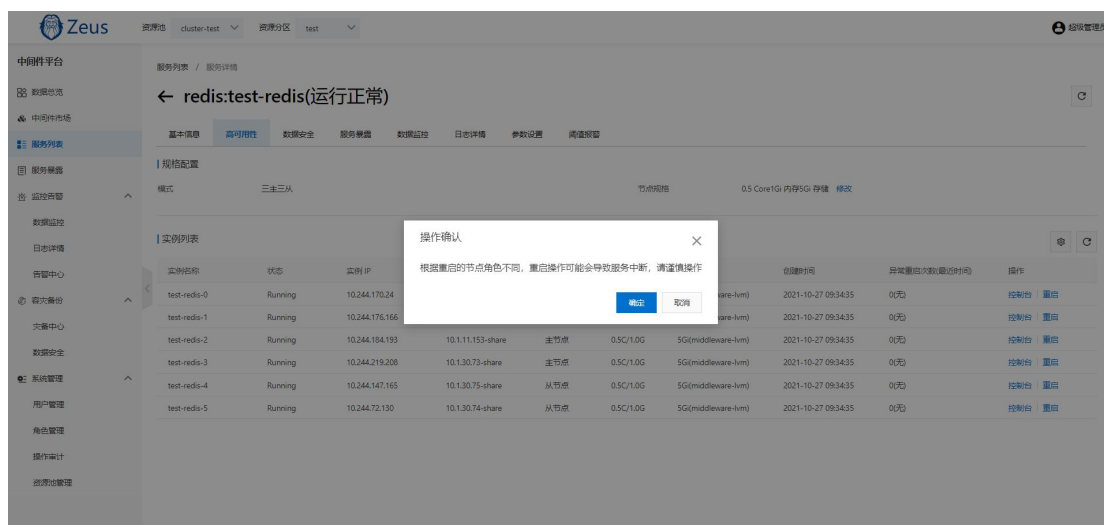 Zeus 资源池 cluster-test 资源分区 test 超级管理员
中间件平台
服务列表 / 服务详情
数据总览
← redis:test-redis(运行正常)
中间件市场
基本信息 高可用性 数据安全 服务暴露 数据监控 日志详情 参数设置 阈值报警
服务列表
规格配置
服务暴露
模式 三主三从 节点规格 0.5 Core1Gi 内存5Gi 存储 修改
监控告警
数据监控
操作确认
实例列表
日志详情
根据重启的节点角色不同，重启操作可能会导致服务中断，请谨慎操作
实例名称 状态 实例 IP 创建时间 异常重启次数(最近时间) 操作
告警中心
test-redis-0 Running 10.244.170.24 ware-lvm) 2021-10-27 09:34:35 0(无) 控制台 重启
容灾备份
确定 取消
test-redis-1 Running 10.244.176.166 ware-lvm) 2021-10-27 09:34:35 0(无) 控制台 重启
灾备中心
test-redis-2 Running 10.244.184.193 10.1.11.153-share 主节点 0.5C/1.0G 5Gi(middleware-lvm) 2021-10-27 09:34:35 0(无) 控制台 重启
数据安全
test-redis-3 Running 10.244.219.208 10.1.30.73-share 主节点 0.5C/1.0G 5Gi(middleware-lvm) 2021-10-27 09:34:35 0(无) 控制台 重启
系统管理
test-redis-4 Running 10.244.147.165 10.1.30.75-share 从节点 0.5C/1.0G 5Gi(middleware-lvm) 2021-10-27 09:34:35 0(无) 控制台 重启
用户管理
test-redis-5 Running 10.244.72.130 10.1.30.74-share 从节点 0.5C/1.0G 5Gi(middleware-lvm) 2021-10-27 09:34:35 0(无) 控制台 重启
角色管理
操作审计
资源池管理